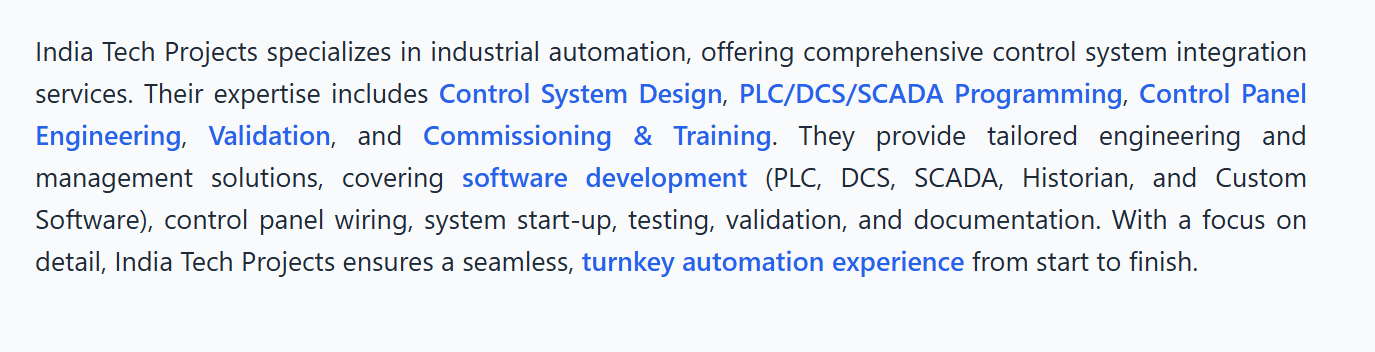 India Tech Projects specializes in industrial automation, offering comprehensive control system integration
services. Their expertise includes Control System Design, PLC/DCS/SCADA Programming, Control Panel
Engineering, Validation, and Commissioning & Training. They provide tailored engineering and
management solutions, covering software development (PLC, DCS, SCADA, Historian, and Custom
Software), control panel wiring, system start-up, testing, validation, and documentation. With a focus on
detail, India Tech Projects ensures a seamless, turnkey automation experience from start to finish.